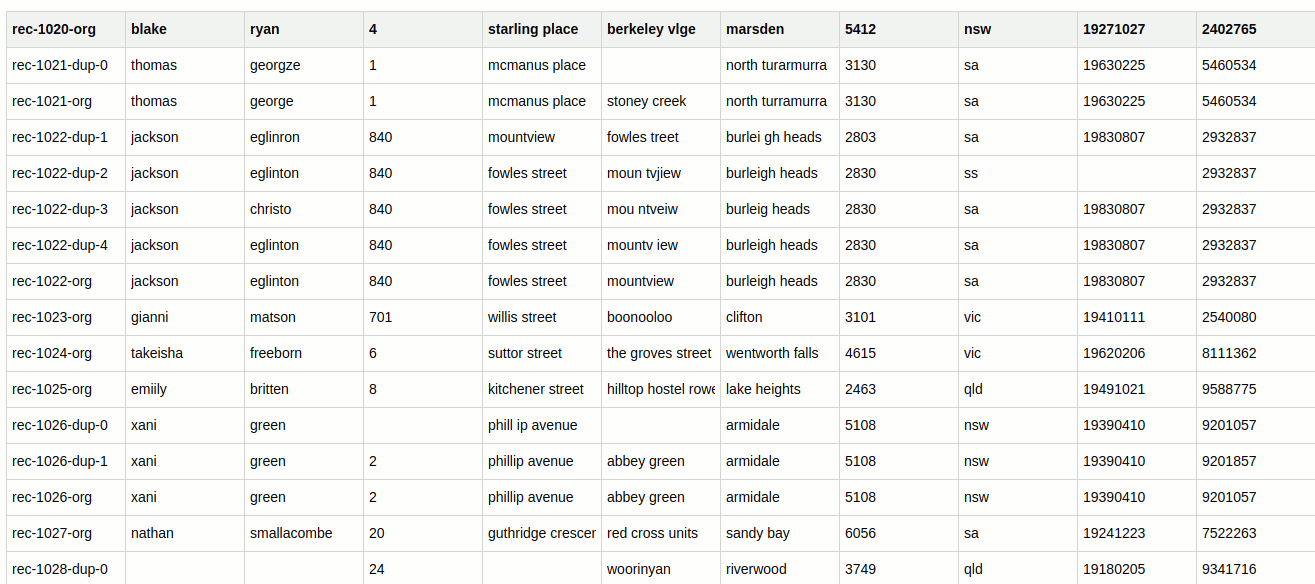 rec-1020-org blake ryan 4 starling place berkeley vlge marsden 5412 nsw 19271027 2402765
rec-1021-dup-0 thomas georgze 1 mcmanus place north turarmurra 3130 sa 19630225 5460534
rec-1021-org thomas george 1 mcmanus place stoney creek north turramurra 3130 sa 19630225 5460534
rec-1022-dup-1 jackson eglinron 840 mountview fowles treet burlei gh heads 2803 sa 19830807 2932837
rec-1022-dup-2 jackson eglinton 840 fowles street moun tvjiew burleigh heads 2830 ss 2932837
rec-1022-dup-3 jackson christo 840 fowles street mou ntveiw burleig heads 2830 sa 19830807 2932837
rec-1022-dup-4 jackson eglinton 840 fowles street mountv iew burleigh heads 2830 sa 19830807 2932837
rec-1022-org jackson eglinton 840 fowles street mountview burleigh heads 2830 sa 19830807 2932837
rec-1023-org gianni matson 701 willis street boonooloo clifton 3101 vic 19410111 2540080
rec-1024-org takeisha freeborn 6 suttor street the groves street wentworth falls 4615 vic 19620206 8111362
rec-1025-org emiily britten 8 kitchener street hilltop hostel rowe lake heights 2463 qld 19491021 9588775
rec-1026-dup-0 xani green phill ip avenue armidale 5108 nsw 19390410 9201057
rec-1026-dup-1 xani green 2 phillip avenue abbey green armidale 5108 nsw 19390410 9201857
rec-1026-org xani green 2 phillip avenue abbey green armidale 5108 nsw 19390410 9201057
rec-1027-org nathan smallacombe 20 guthridge crescer red cross units sandy bay 6056 sa 19241223 7522263
rec-1028-dup-0 24 woorinyan riverwood 3749 qld 19180205 9341716